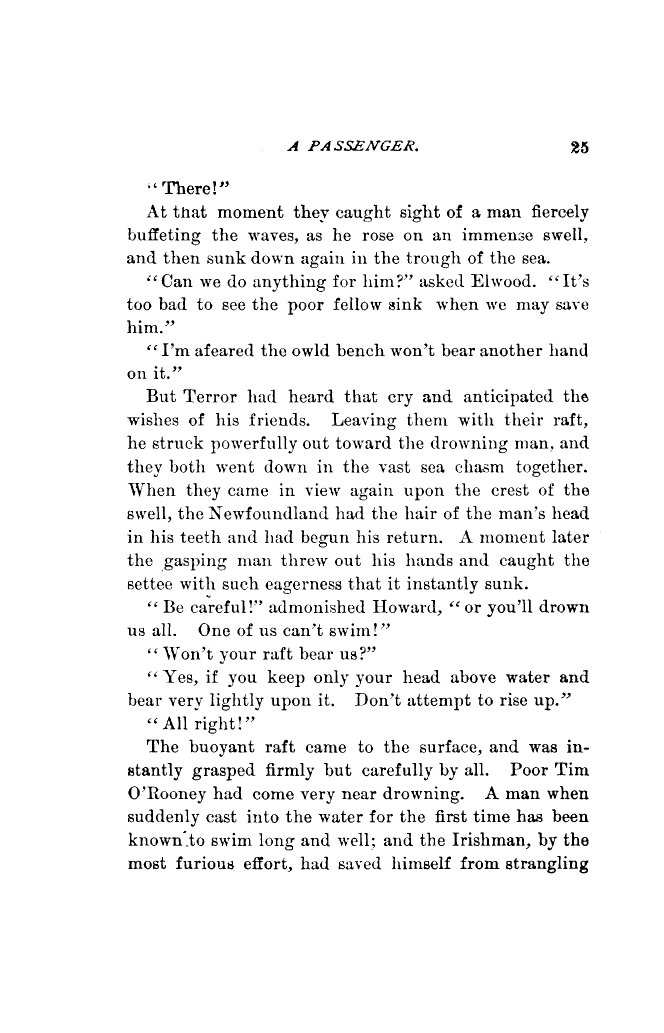 A PASSENGER. 25
“There!”
At that moment they caught sight of a man fiercely
buffeting the waves, as he rose on an immense swell,
and then sunk down again in the trough of the sea.
“Can we do anything for him?” asked Elwood. “It’s
too bad to see the poor fellow sink when we may save
him.”
“I’m afeared the owld bench won’t bear another hand
on it.”
But Terror had heard that cry and anticipated the
wishes of his friends. Leaving them with their raft,
he struck powerfully out toward the drowning man, and
they both went down in the vast sea chasm together.
When they came in view again upon the crest of the
swell, the Newfoundland had the hair of the man’s head
in his teeth and had begun his return. A moment later
the gasping man threw out his hands and caught the
settee with such eagerness that it instantly sunk.
“Be careful!” admonished Howard, “or you’ll drown
us all. One of us can’t swim!”
“Won’t your raft bear us?”
“Yes, if you keep only your head above water and
bear very lightly upon it. Don’t attempt to rise up.”
“All right!”
The buoyant raft came to the surface, and was in-
stantly grasped firmly but carefully by all. Poor Tim
O’Rooney had come very near drowning. A man when
suddenly cast into the water for the first time has been
known to swim long and well; and the Irishman, by the
most furious effort, had saved himself from strangling